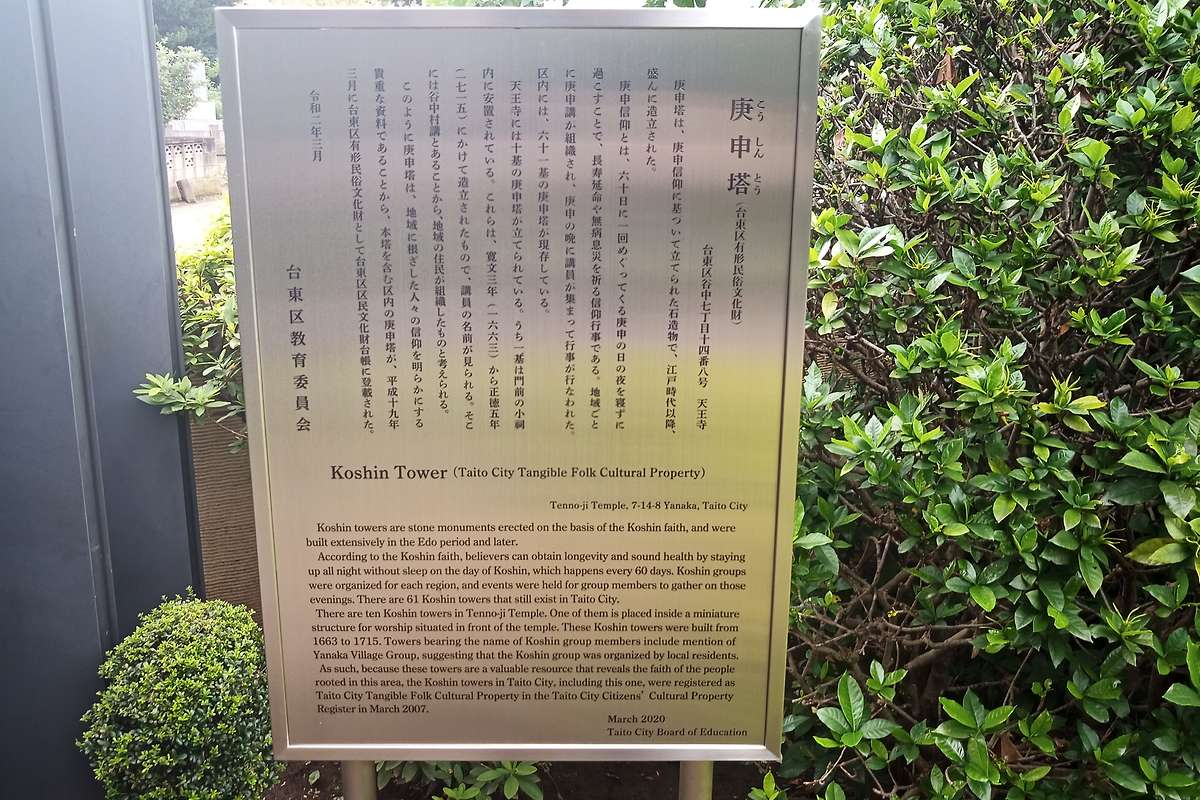 庚申塔(台東区有形民俗文化財)
こうしんとう
台東区谷中七丁目十四番八号 天王寺
庚申塔は、庚申信仰に基づいて立てられた石造物で、江戸時代以降、
盛んに造立された。
庚申信仰とは、六十日に一回めぐってくる庚申の日の夜を寝ずに
過ごすことで、長寿延命や無病息災を祈る信仰行事である。地域ごと
に庚申講が組織され、庚申の晩に講員が集まって行事が行なわれた。
区内には、六十一基の庚申塔が現存している。
天王寺には十基の庚申塔が立てられている。うち一基は門前の小祠
内に安置されている。これらは、寛文三年(一六六三)から正徳五年
(一七一五)にかけて造立されたもので、講員の名前が見られる。そこ
には谷中村講とあることから、地域の住民が組織したものと考えられる。
このように庚申塔は、地域に根ざした人々の信仰を明らかにする
貴重な資料であることから、本塔を含む区内の庚申塔が、平成十九年
三月に台東区有形民俗文化財として台東区区民文化財台帳に登載された。
令和二年三月
台東区教育委員会
Koshin Tower (Taito City Tangible Folk Cultural Property)
Tenno-ji Temple, 7-14-8 Yanaka, Taito City
Koshin towers are stone monuments erected on the basis of the Koshin faith, and were
built extensively in the Edo period and later.
According to the Koshin faith, believers can obtain longevity and sound health by staying
up all night without sleep on the day of Koshin, which happens every 60 days. Koshin groups
were organized for each region, and events were held for group members to gather on those
evenings. There are 61 Koshin towers that still exist in Taito City.
There are ten Koshin towers in Tenno-ji Temple. One of them is placed inside a miniature
structure for worship situated in front of the temple. These Koshin towers were built from
1663 to 1715. Towers bearing the name of Koshin group members include mention of
Yanaka Village Group, suggesting that the Koshin group was organized by local residents.
As such, because these towers are a valuable resource that reveals the faith of the people
rooted in this area, the Koshin towers in Taito City, including this one, were registered as
Taito City Tangible Folk Cultural Property in the Taito City Citizens' Cultural Property
Register in March 2007.
March 2020
Taito City Board of Education